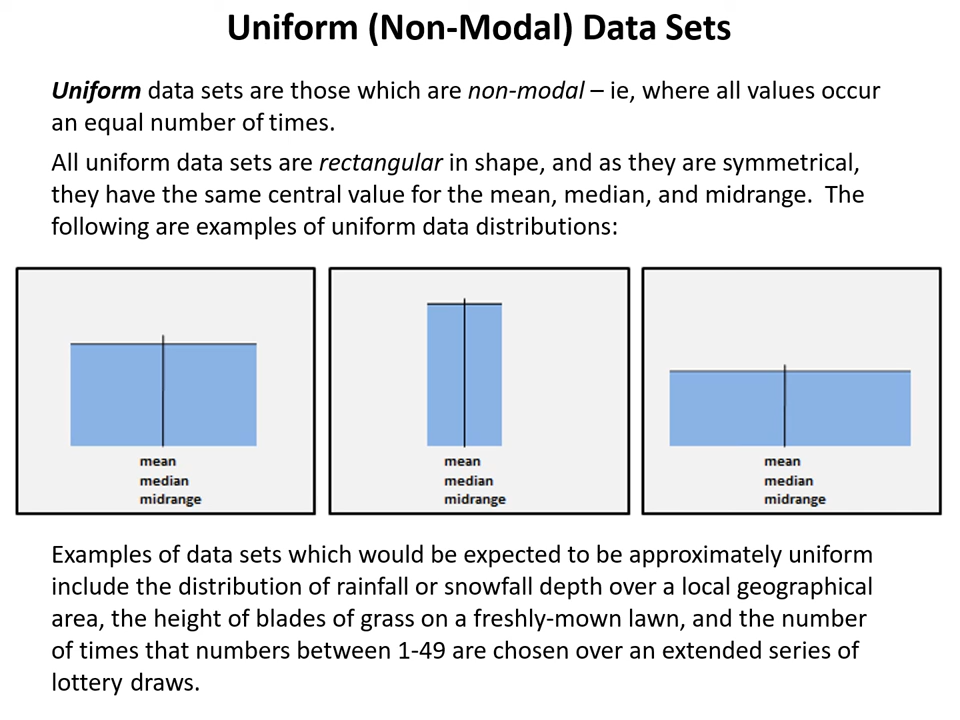 Uniform (Non-Modal) Data Sets
Uniform data sets are those which are non-modal – ie, where all values occur
an equal number of times.
All uniform data sets are rectangular in shape, and as they are symmetrical,
they have the same central value for the mean, median, and midrange.  The
following are examples of uniform data distributions:
mean
median
midrange
mean
median
midrange
mean
median
midrange
Examples of data sets which would be expected to be approximately uniform
include the distribution of rainfall or snowfall depth over a local geographical
area, the height of blades of grass on a freshly-mown lawn, and the number
of times that numbers between 1-49 are chosen over an extended series of
lottery draws.